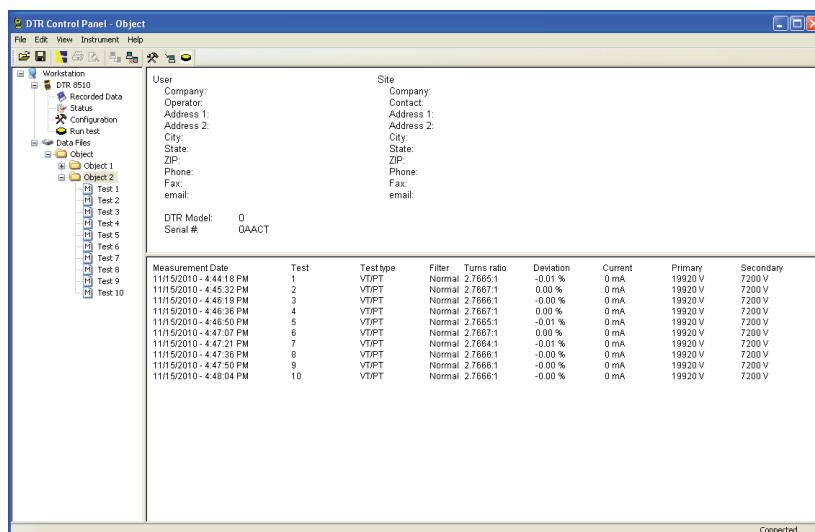 DTR Control Panel - Object
File Edit View Instrument Help
Workstation
DTR 8510
Recorded Data
Status
Configuration
Run test
Data Files
Object
Object 1
Object 2
M Test 1
M Test 2
M Test 3
M Test 4
M Test 5
M Test 6
M Test 7
M Test 8
M Test 9
M Test 10
User
Company:
Operator:
Address 1:
Address 2:
City:
State:
ZIP:
Phone:
Fax:
email:
DTR Model: 0
Serial #: 0AACT
Site
Company:
Contact:
Address 1:
Address 2:
City:
State:
ZIP:
Phone:
Fax:
email:
Measurement Date Test Test type Filter Turns ratio Deviation Current Primary Secondary
11/15/2010 - 4:44:18 PM 1 VT/PT Normal 2.7665:1 -0.01 % 0 mA 19920 V 7200 V
11/15/2010 - 4:45:32 PM 2 VT/PT Normal 2.7667:1 0.00 % 0 mA 19920 V 7200 V
11/15/2010 - 4:46:19 PM 3 VT/PT Normal 2.7666:1 -0.00 % 0 mA 19920 V 7200 V
11/15/2010 - 4:46:36 PM 4 VT/PT Normal 2.7667:1 0.00 % 0 mA 19920 V 7200 V
11/15/2010 - 4:46:50 PM 5 VT/PT Normal 2.7665:1 -0.01 % 0 mA 19920 V 7200 V
11/15/2010 - 4:47:07 PM 6 VT/PT Normal 2.7667:1 0.00 % 0 mA 19920 V 7200 V
11/15/2010 - 4:47:21 PM 7 VT/PT Normal 2.7664:1 -0.01 % 0 mA 19920 V 7200 V
11/15/2010 - 4:47:36 PM 8 VT/PT Normal 2.7666:1 -0.00 % 0 mA 19920 V 7200 V
11/15/2010 - 4:47:50 PM 9 VT/PT Normal 2.7666:1 -0.00 % 0 mA 19920 V 7200 V
11/15/2010 - 4:48:04 PM 10 VT/PT Normal 2.7666:1 -0.00 % 0 mA 19920 V 7200 V
Connected